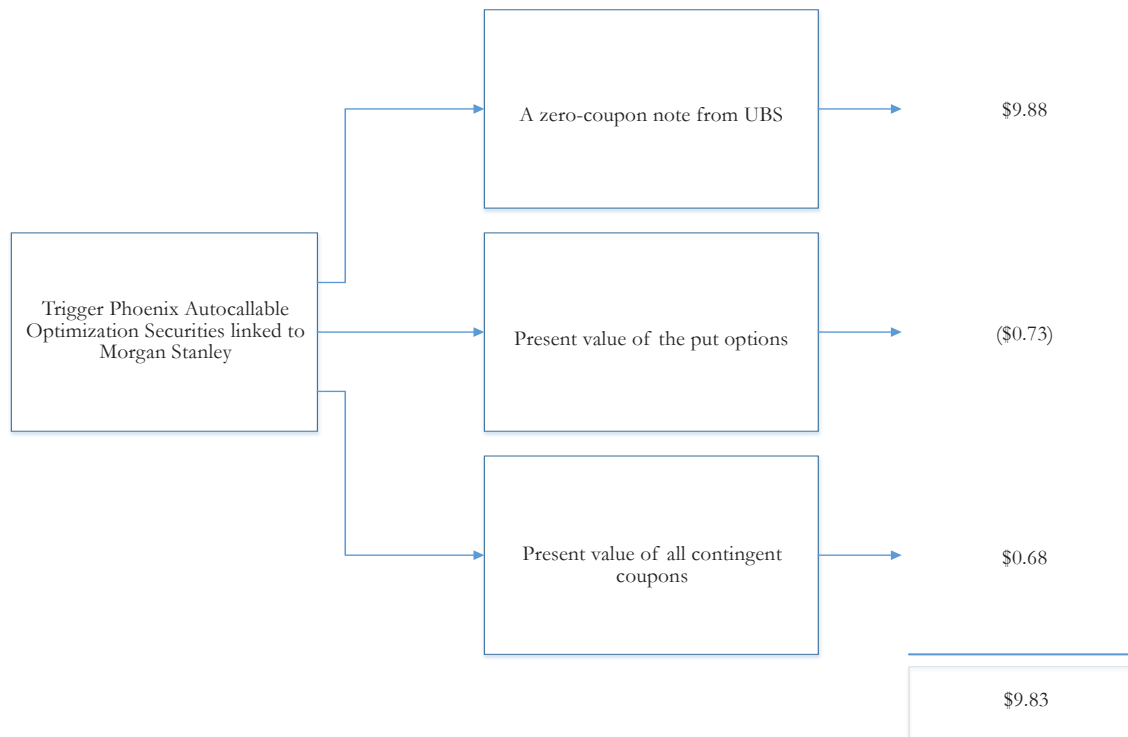 A zero-coupon note from UBS
$9.88
Trigger Phoenix Autocallable
Optimization Securities linked to
Morgan Stanley
Present value of the put options
($0.73)
Present value of all contingent
coupons
$0.68
$9.83